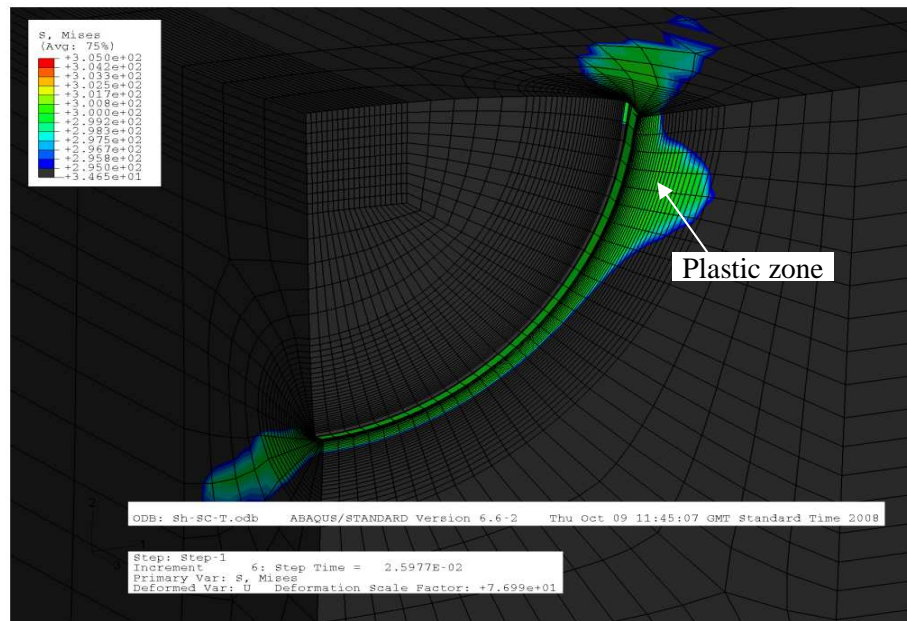 S, Mises
(Avg: 75%)
+3.050e+02
+3.042e+02
+3.033e+02
+3.025e+02
+3.017e+02
+3.008e+02
+3.000e+02
+2.992e+02
+2.983e+02
+2.975e+02
+2.967e+02
+2.958e+02
+2.950e+02
+3.465e+01
Plastic zone
2
1
3
ODB: Sh-SC-T.odb ABAQUS/STANDARD Version 6.6-2 Thu Oct 09 11:45:07 GMT Standard Time 2008
Step: Step-1
Increment 6: Step Time = 2.5977E-02
Primary Var: S, Mises
Deformed Var: U Deformation Scale Factor: +7.699e+01